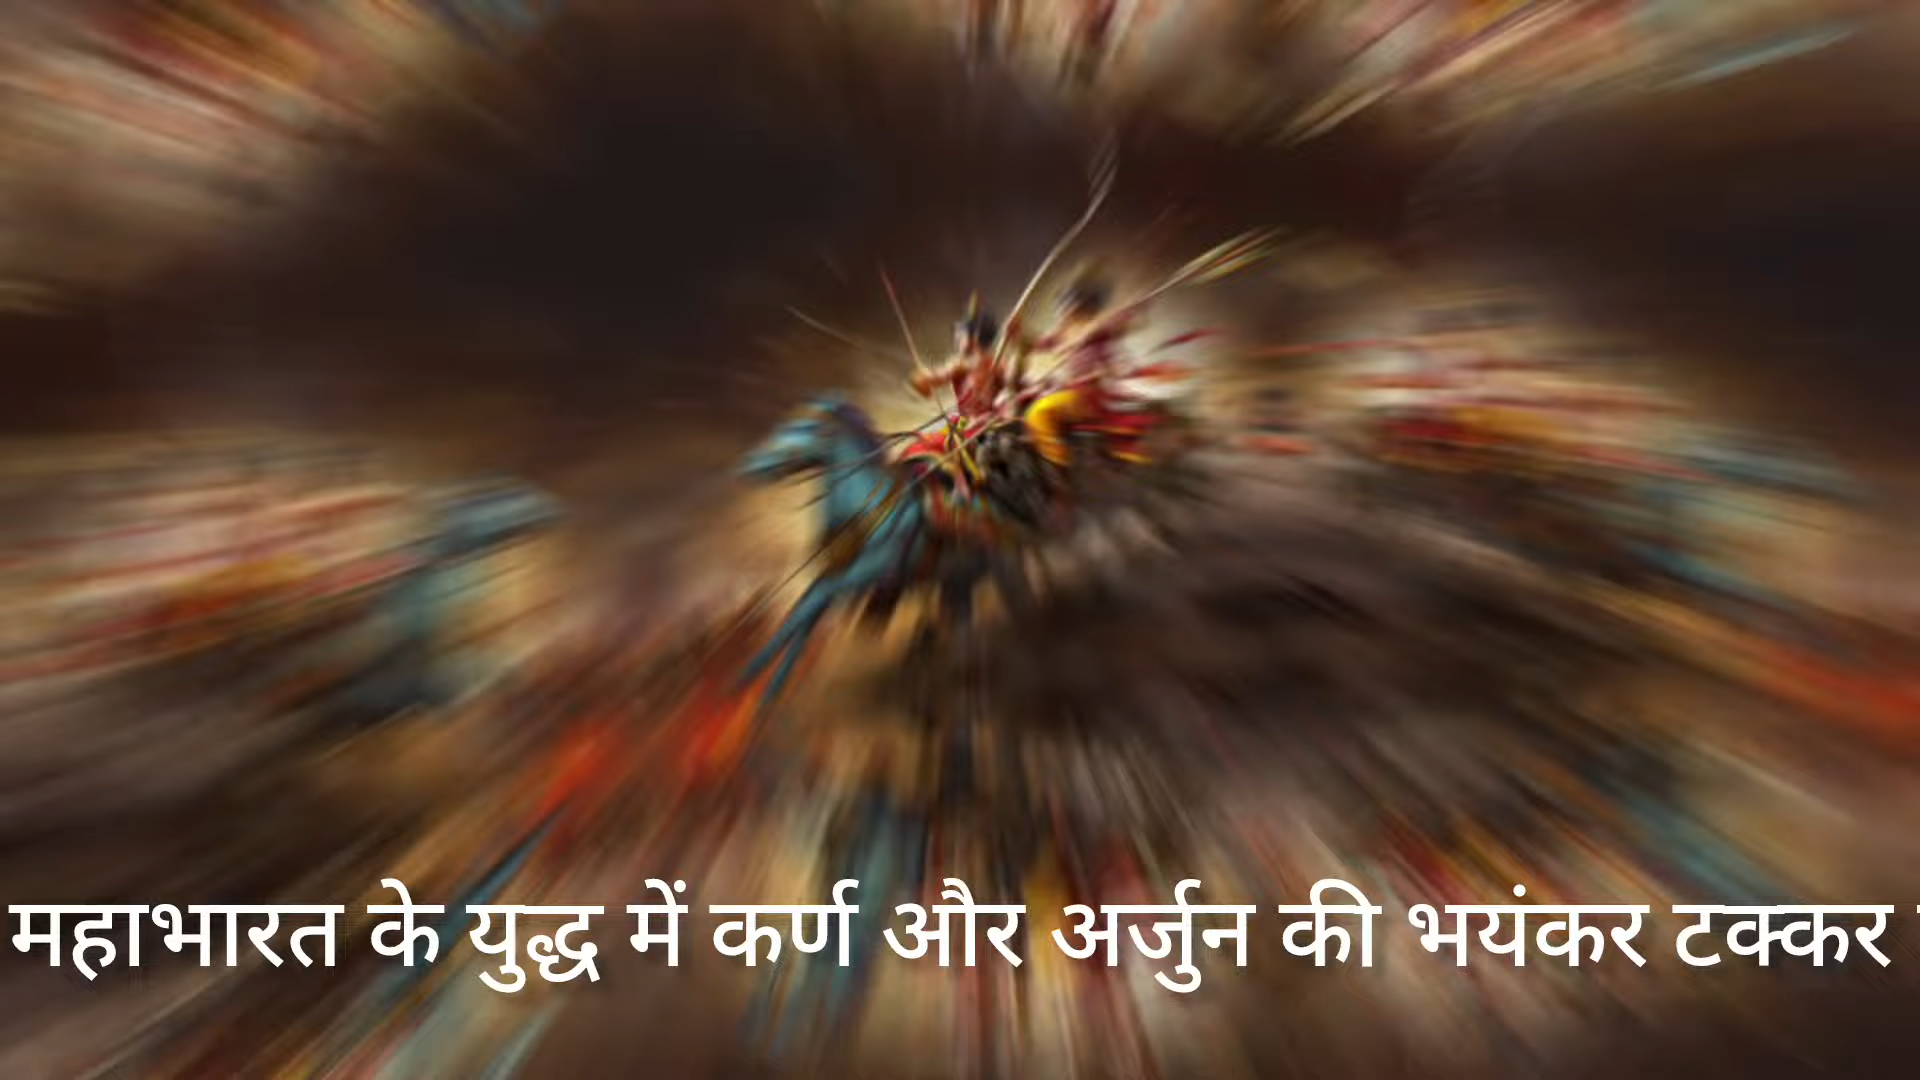 महाभारत के युद्ध में कर्ण और अर्जुन की भयंकर टक्कर